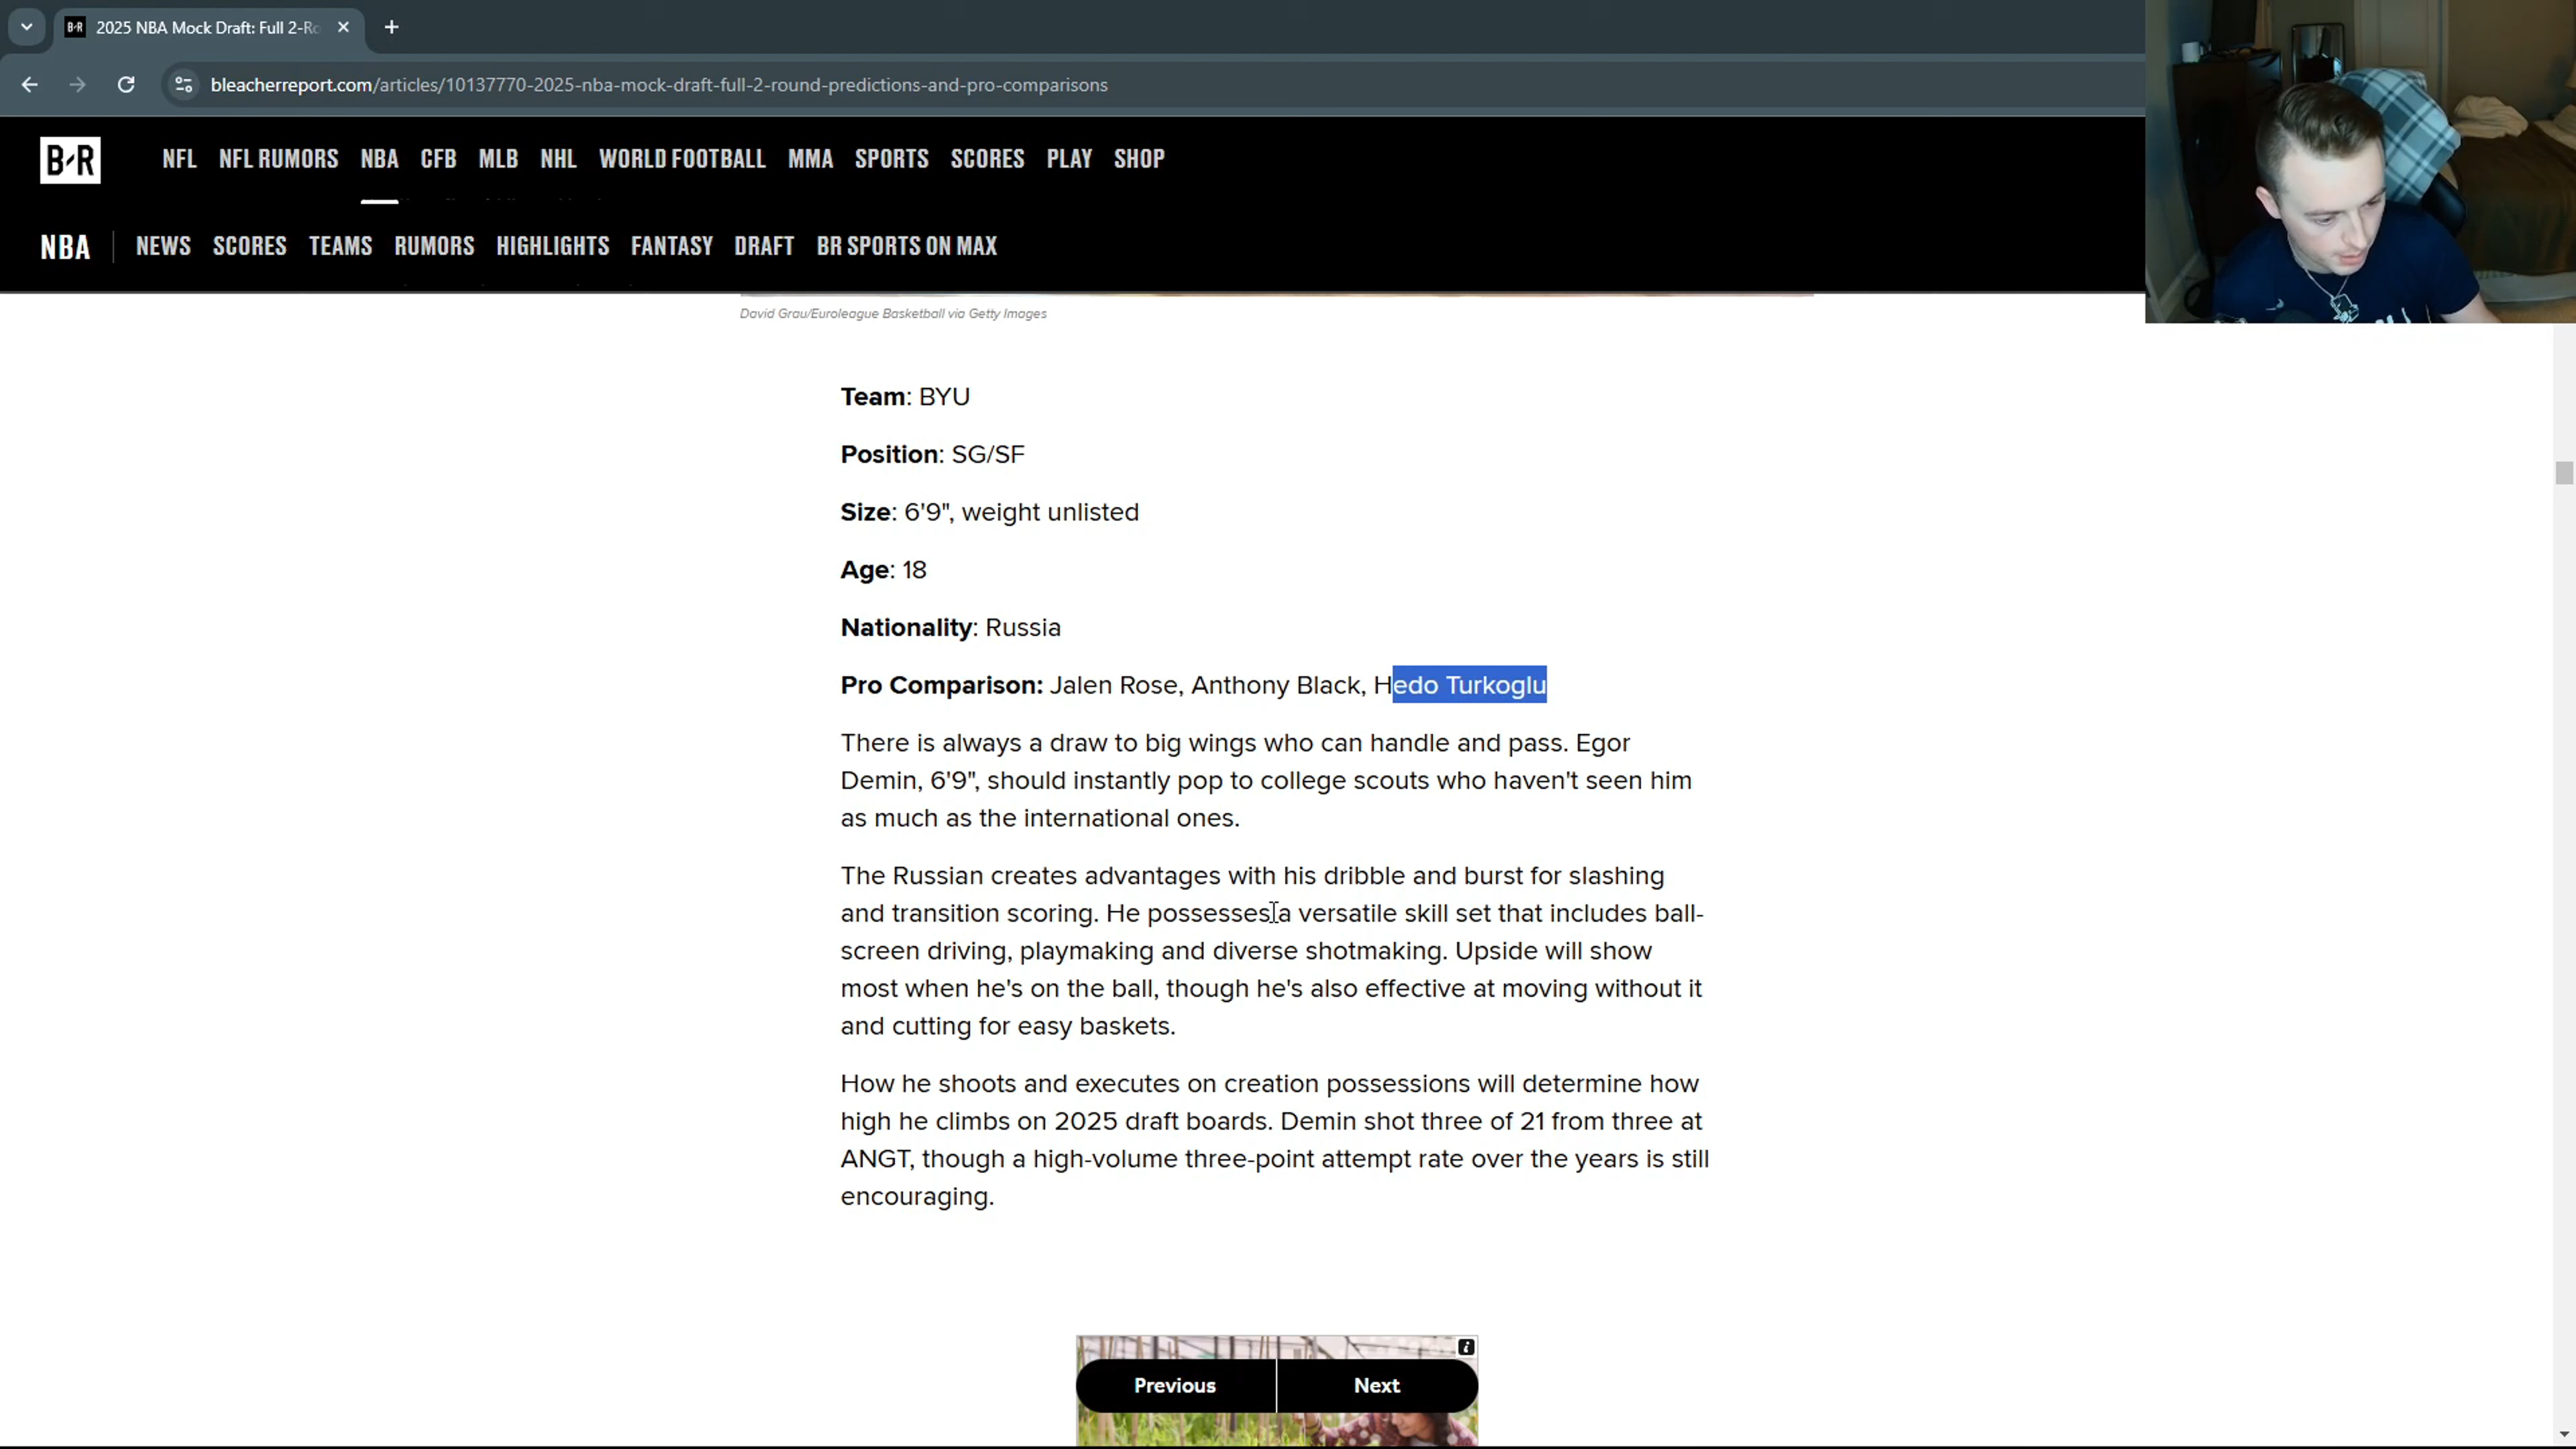 B/R 2025 NBA Mock Draft: Full 2-Ro
bleacherreport.com/articles/10137770-2025-nba-mock-draft-full-2-round-predictions-and-pro-comparisons
B/R NFL NFL RUMORS NBA CFB MLB NHL WORLD FOOTBALL MMA SPORTS SCORES PLAY SHOP
NBA NEWS SCORES TEAMS RUMORS HIGHLIGHTS FANTASY DRAFT BR SPORTS ON MAX
David Grau/Euroleague Basketball via Getty Images
Team: BYU
Position: SG/SF
Size: 6'9", weight unlisted
Age: 18
Nationality: Russia
Pro Comparison: Jalen Rose, Anthony Black, Hedo Turkoglu
There is always a draw to big wings who can handle and pass. Egor
Demin, 6'9", should instantly pop to college scouts who haven't seen him
as much as the international ones.
The Russian creates advantages with his dribble and burst for slashing
and transition scoring. He possesses a versatile skill set that includes ball-
screen driving, playmaking and diverse shotmaking. Upside will show
most when he's on the ball, though he's also effective at moving without it
and cutting for easy baskets.
How he shoots and executes on creation possessions will determine how
high he climbs on 2025 draft boards. Demin shot three of 21 from three at
ANGT, though a high-volume three-point attempt rate over the years is still
encouraging.
Previous Next